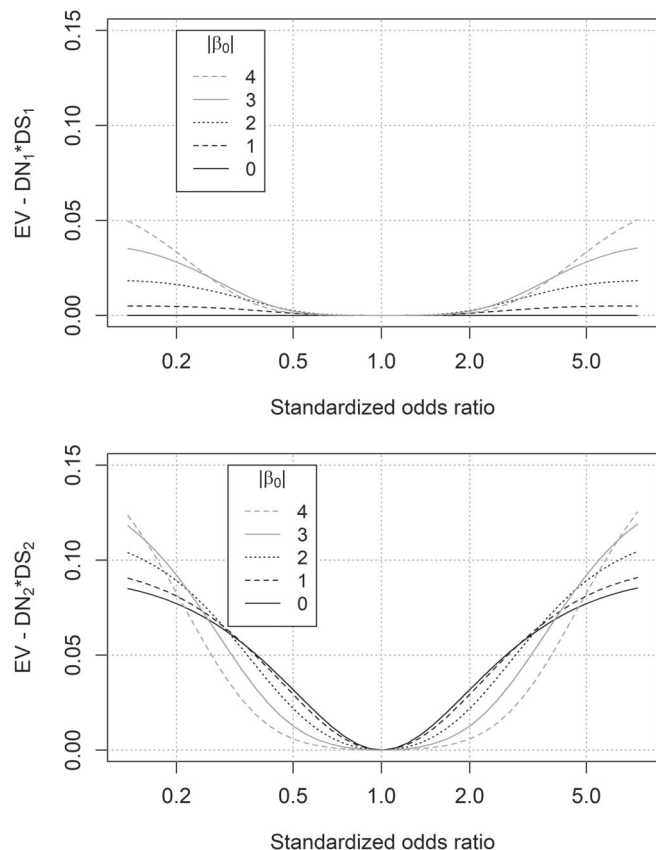 |β₀|
4
3
2
1
0
EV - DN₁*DS₁
0.15
0.10
0.05
0.00
0.2 0.5 1.0 2.0 5.0
Standardized odds ratio
|β₀|
4
3
2
1
0
EV - DN₂*DS₂
0.15
0.10
0.05
0.00
0.2 0.5 1.0 2.0 5.0
Standardized odds ratio